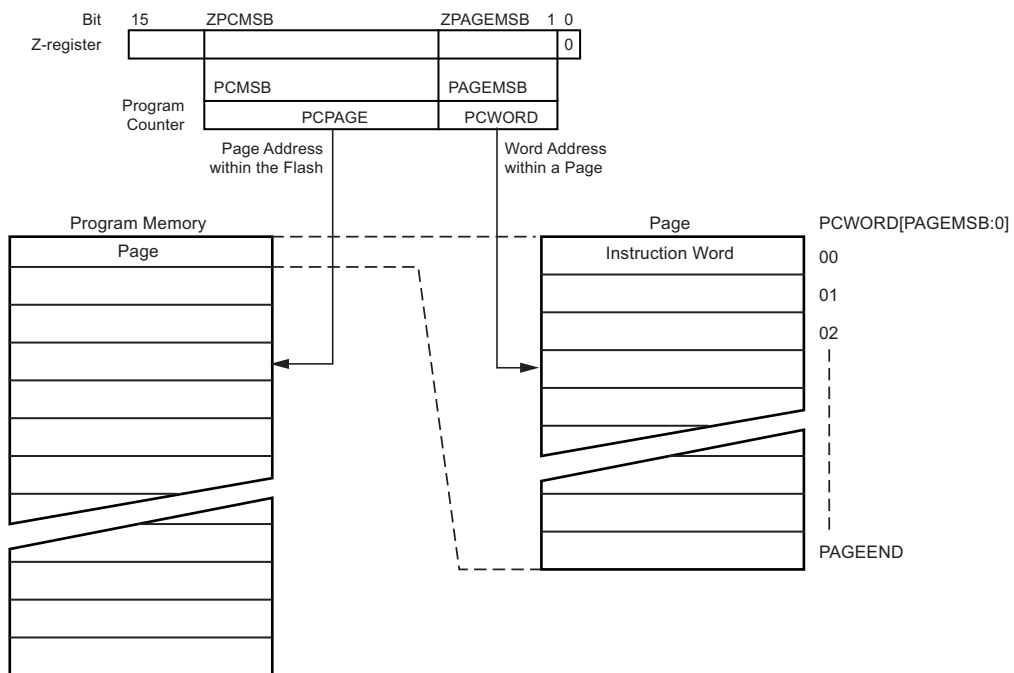 Bit 15 ZPCMSB ZPAGEMSB 1 0
Z-register 0
PCMSB PAGEMSB
Program
Counter
PCPAGE PCWORD
Page Address
within the Flash
Word Address
within a Page
Program Memory
Page
Page
PCWORD[PAGEMSB:0]
Instruction Word
00
01
02
PAGEEND